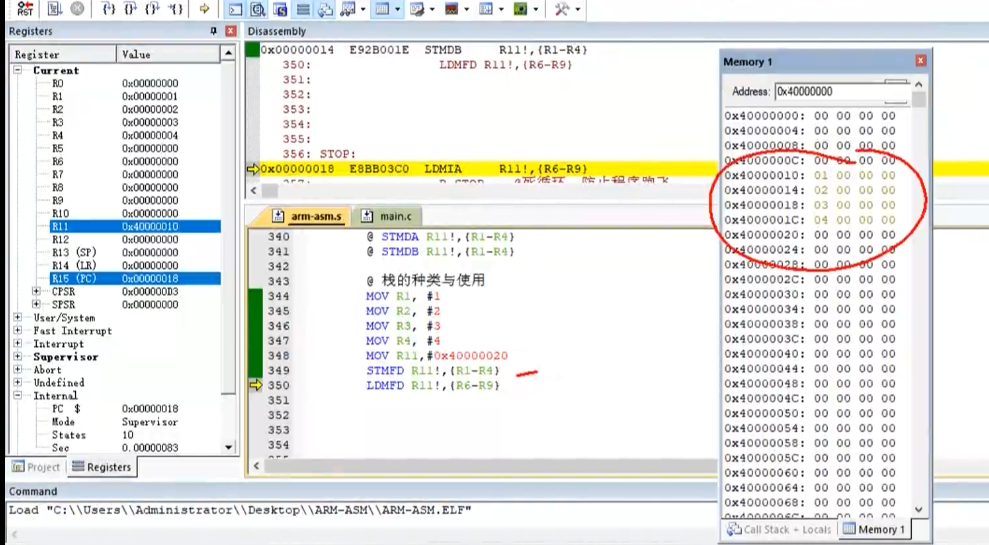 RST
Registers
Register Value
Current
R0 0x00000000
R1 0x00000001
R2 0x00000002
R3 0x00000003
R4 0x00000004
R5 0x00000000
R6 0x00000000
R7 0x00000000
R8 0x00000000
R9 0x00000000
R10 0x00000000
R11 0x40000010
R12 0x00000000
R13 (SP) 0x00000000
R14 (LR) 0x00000000
R15 (PC) 0x00000018
CPSR 0x000000D3
SPSR 0x00000000
User/System
Fast Interrupt
Interrupt
Supervisor
Abort
Undefined
Internal
PC $ 0x00000018
Mode Supervisor
States 10
Sec 0.00000083
Project Registers
Disassembly
0x00000014 E92B001E STMDB R11!,{R1-R4}
350: LDMFD R11!,{R6-R9}
351:
352:
353:
354:
355:
356: STOP:
0x00000018 E8BB03C0 LDMIA R11!,{R6-R9}
arm-asm.s main.c
340 @ STMDA R11!,{R1-R4}
341 @ STMDB R11!,{R1-R4}
342
343 @ 栈的种类与使用
344 MOV R1, #1
345 MOV R2, #2
346 MOV R3, #3
347 MOV R4, #4
348 MOV R11,#0x40000020
349 STMFD R11!,{R1-R4}
350 LDMFD R11!,{R6-R9}
351
352
353
354
Memory 1
Address: 0x40000000
0x40000000: 00 00 00 00
0x40000004: 00 00 00 00
0x40000008: 00 00 00 00
0x4000000C: 00 00 00 00
0x40000010: 01 00 00 00
0x40000014: 02 00 00 00
0x40000018: 03 00 00 00
0x4000001C: 04 00 00 00
0x40000020: 00 00 00 00
0x40000024: 00 00 00 00
0x40000028: 00 00 00 00
0x4000002C: 00 00 00 00
0x40000030: 00 00 00 00
0x40000034: 00 00 00 00
0x40000038: 00 00 00 00
0x4000003C: 00 00 00 00
0x40000040: 00 00 00 00
0x40000044: 00 00 00 00
0x40000048: 00 00 00 00
0x4000004C: 00 00 00 00
0x40000050: 00 00 00 00
0x40000054: 00 00 00 00
0x40000058: 00 00 00 00
0x4000005C: 00 00 00 00
0x40000060: 00 00 00 00
0x40000064: 00 00 00 00
0x40000068: 00 00 00 00
Call Stack + Locals Memory 1
Command
Load "C:\\Users\\Administrator\\Desktop\\ARM-ASM\\ARM-ASM.ELF"